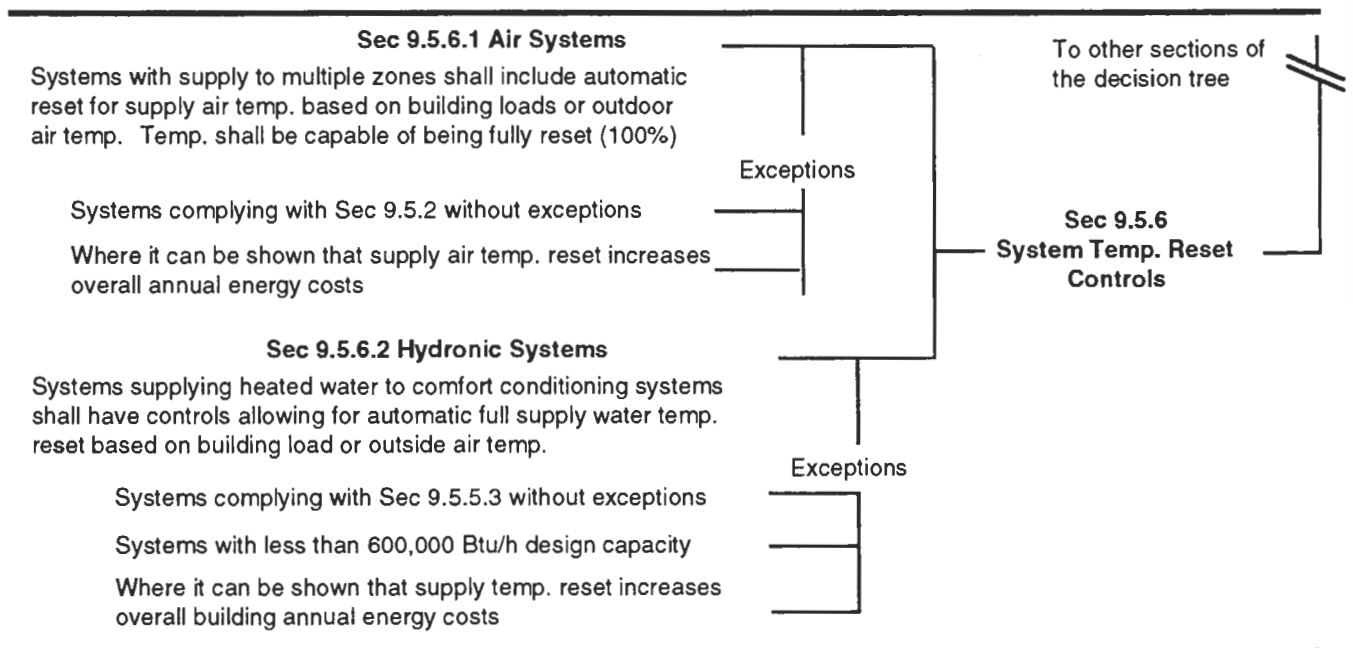 Sec 9.5.6.1 Air Systems
Systems with supply to multiple zones shall include automatic
reset for supply air temp. based on building loads or outdoor
air temp. Temp. shall be capable of being fully reset (100%)
Exceptions
Systems complying with Sec 9.5.2 without exceptions
Where it can be shown that supply air temp. reset increases
overall annual energy costs
Sec 9.5.6.2 Hydronic Systems
Systems supplying heated water to comfort conditioning systems
shall have controls allowing for automatic full supply water temp.
reset based on building load or outside air temp.
Exceptions
Systems complying with Sec 9.5.5.3 without exceptions
Systems with less than 600,000 Btu/h design capacity
Where it can be shown that supply temp. reset increases
overall building annual energy costs
To other sections of
the decision tree
Sec 9.5.6
System Temp. Reset
Controls